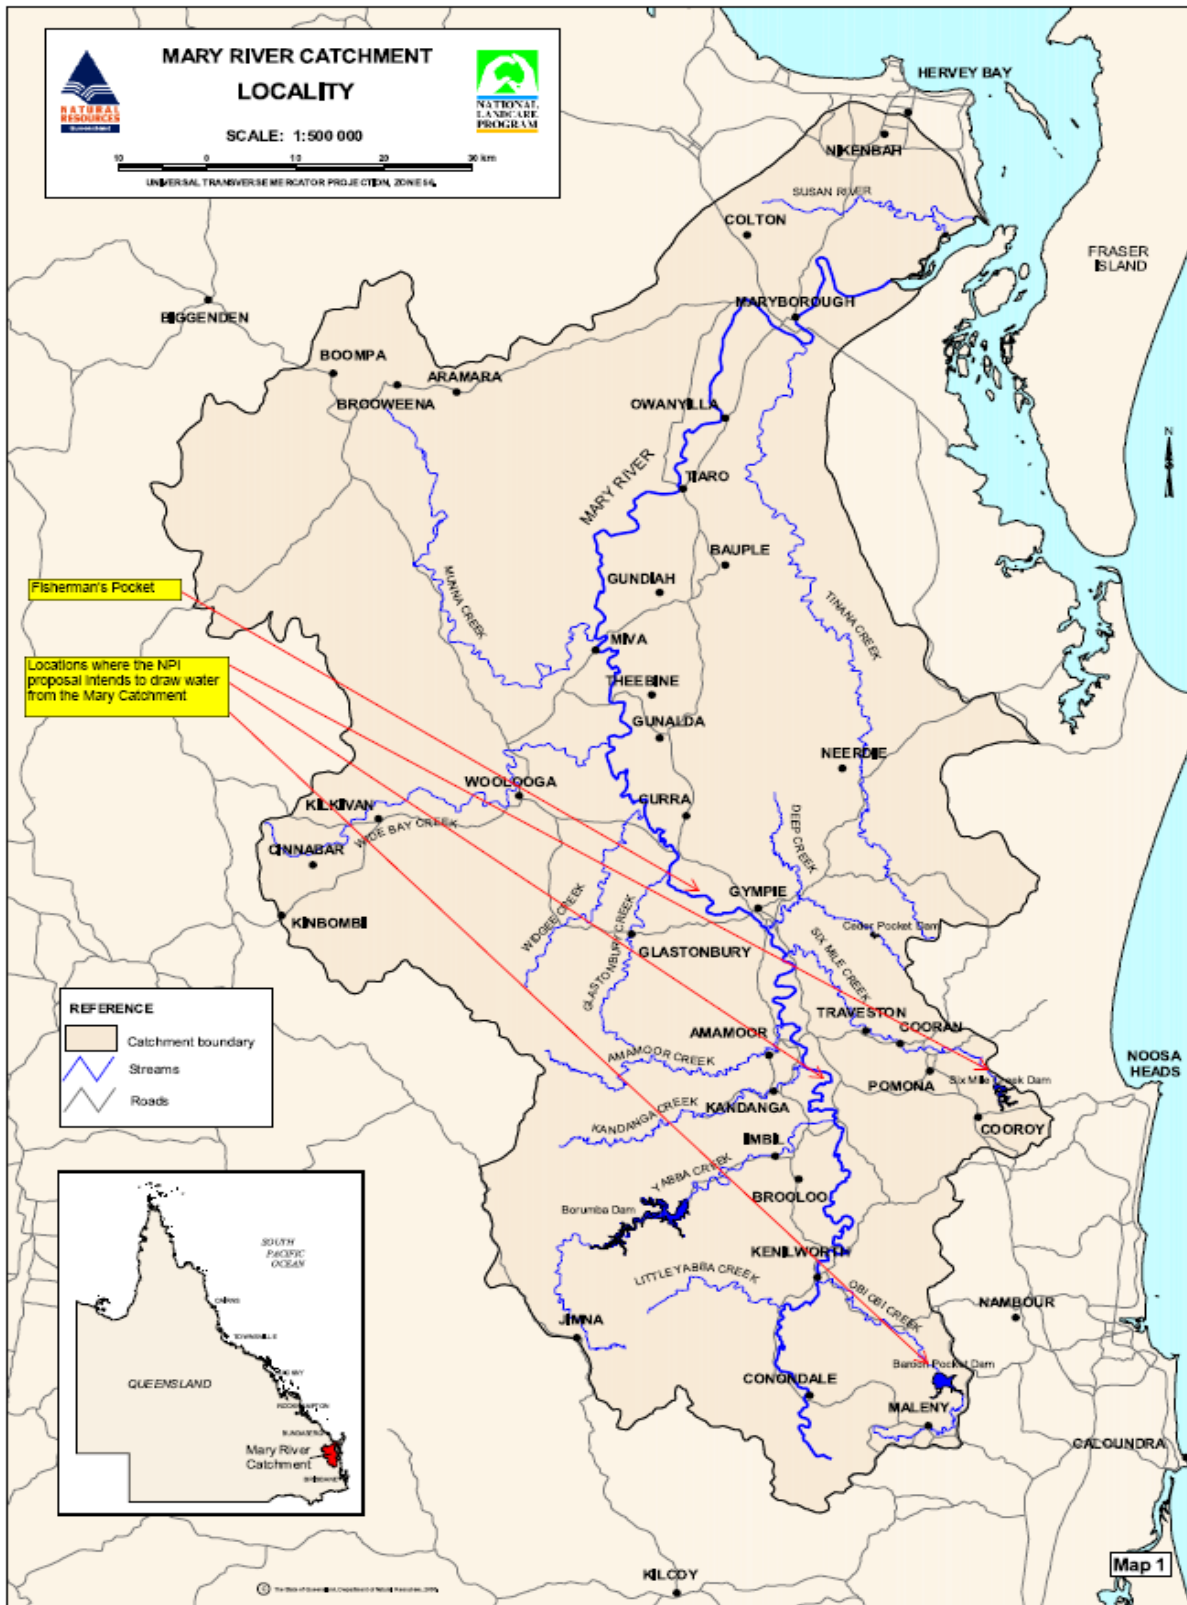 MARY RIVER CATCHMENT
LOCALITY
SCALE: 1:500 000
10 0 10 20 30 km
UNIVERSAL TRANSVERSE MERCATOR PROJECTION, ZONE 56.
NATURAL
RESOURCES
Queensland
NATIONAL
LANDCARE
PROGRAM
HERVEY BAY
NIKENBAH
SUSAN RIVER
COLTON
FRASER
ISLAND
MARYBOROUGH
BIGGENDEN
BOOMPA
ARAMARA
BROOWEENA
OWANYILLA
N
MARY RIVER
TIARO
BAUPLE
MUNNA CREEK
GUNDIAH
TINANA CREEK
Fisherman's Pocket
MIVA
Locations where the NPI
proposal intends to draw water
from the Mary Catchment
THEEBINE
GUNALDA
NEERDIE
WOOLOOGA
KILKIVAN
CURRA
WIDE BAY CREEK
DEEP CREEK
CINNABAR
GYMPIE
KINBOMBI
WIDGEE CREEK
GLASTONBURY CREEK
GLASTONBURY
Cedar Pocket Dam
SIX MILE CREEK
TRAVESTON
COORAN
AMAMOOR
AMAMOOR CREEK
NOOSA
HEADS
POMONA
Six Mile Creek Dam
KANDANGA
KANDANGA CREEK
COOROY
IMBIL
YABBA CREEK
BROOLOO
Borumba Dam
KENILWORTH
LITTLE YABBA CREEK
OBI OBI CREEK
NAMBOUR
JIMNA
Baroon Pocket Dam
CONONDALE
MALENY
CALOUNDRA
KILCOY
REFERENCE
Catchment boundary
Streams
Roads
SOUTH
PACIFIC
OCEAN
CAIRNS
TOWNSVILLE
QUEENSLAND
ROCKHAMPTON
BUNDABERG
Mary River
Catchment
BRISBANE
Map 1